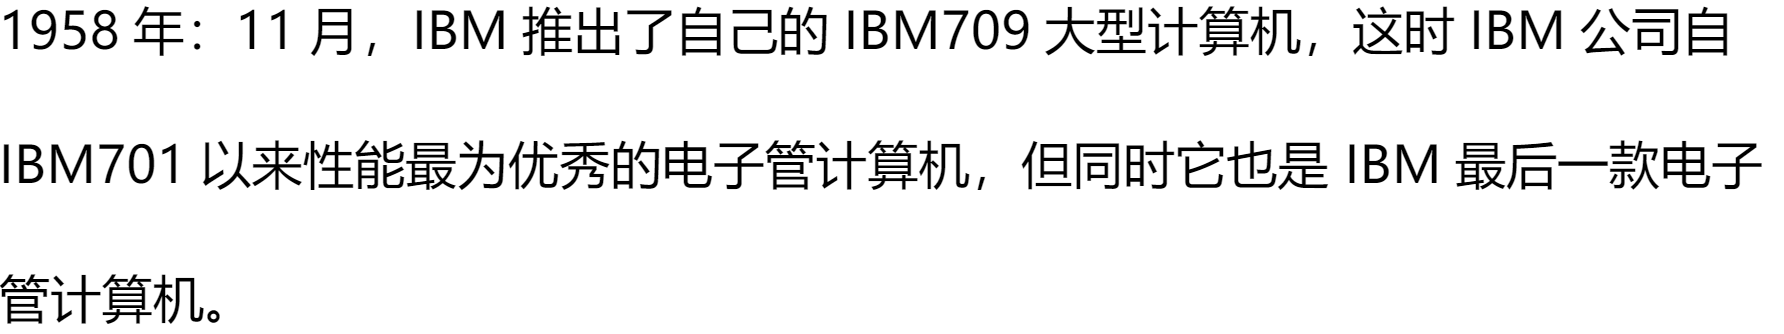 1958 年：11 月，IBM 推出了自己的 IBM709 大型计算机，这时 IBM 公司自
IBM701 以来性能最为优秀的电子管计算机，但同时它也是 IBM 最后一款电子
管计算机。